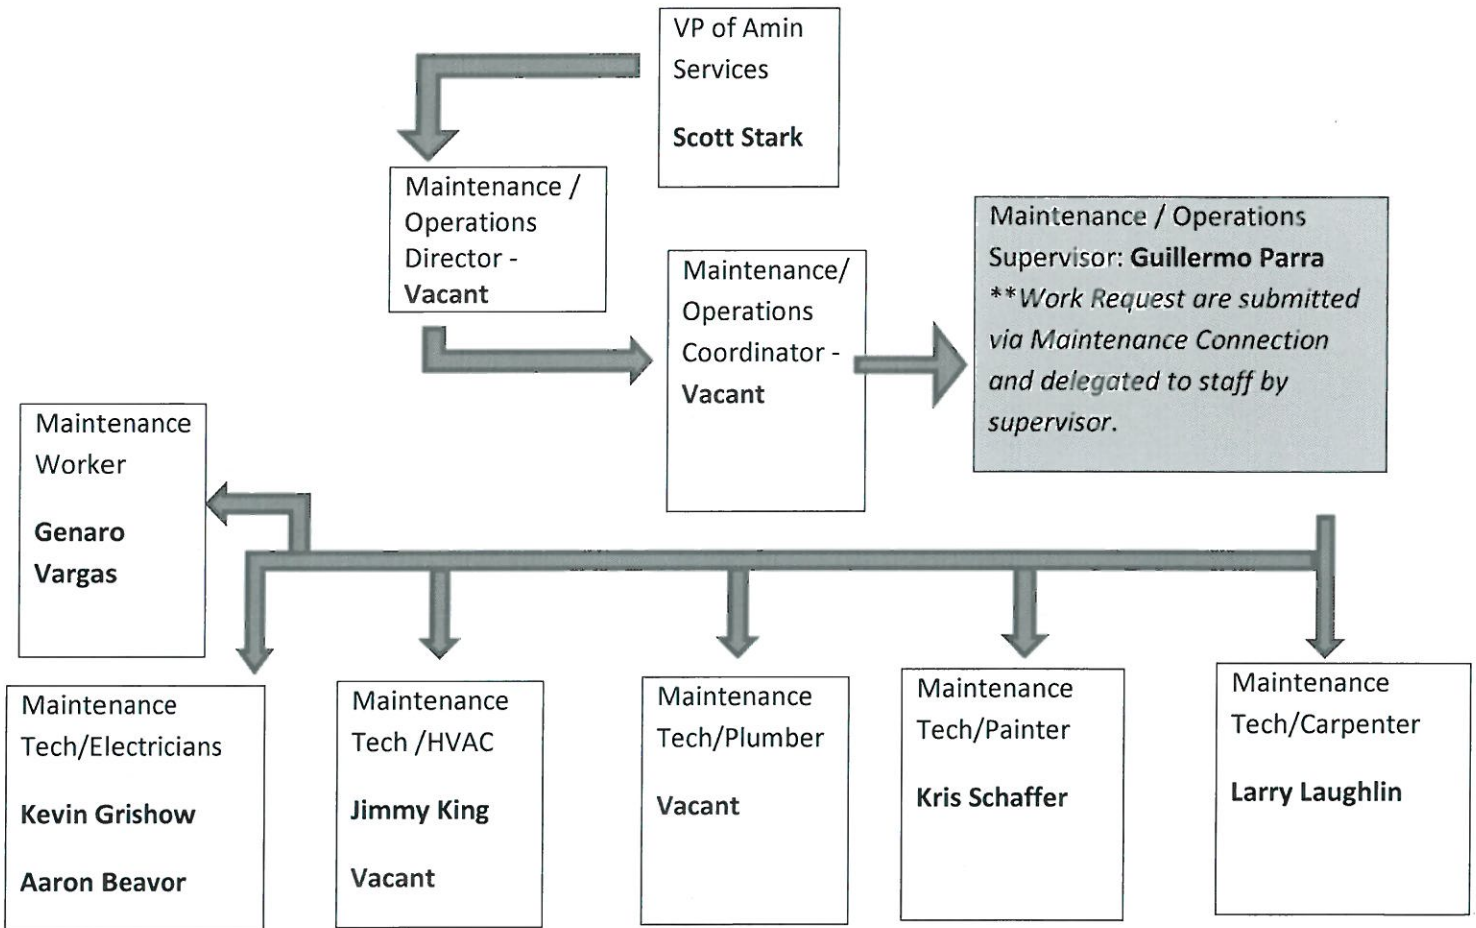 VP of Amin
Services
Scott Stark
Maintenance /
Operations
Director -
Vacant
Maintenance/
Operations
Coordinator -
Vacant
Maintenance / Operations
Supervisor: Guillermo Parra
**Work Request are submitted
via Maintenance Connection
and delegated to staff by
supervisor.
Maintenance
Worker
Genaro
Vargas
Maintenance
Tech/Electricians
Kevin Grishow
Aaron Beavor
Maintenance
Tech /HVAC
Jimmy King
Vacant
Maintenance
Tech/Plumber
Vacant
Maintenance
Tech/Painter
Kris Schaffer
Maintenance
Tech/Carpenter
Larry Laughlin